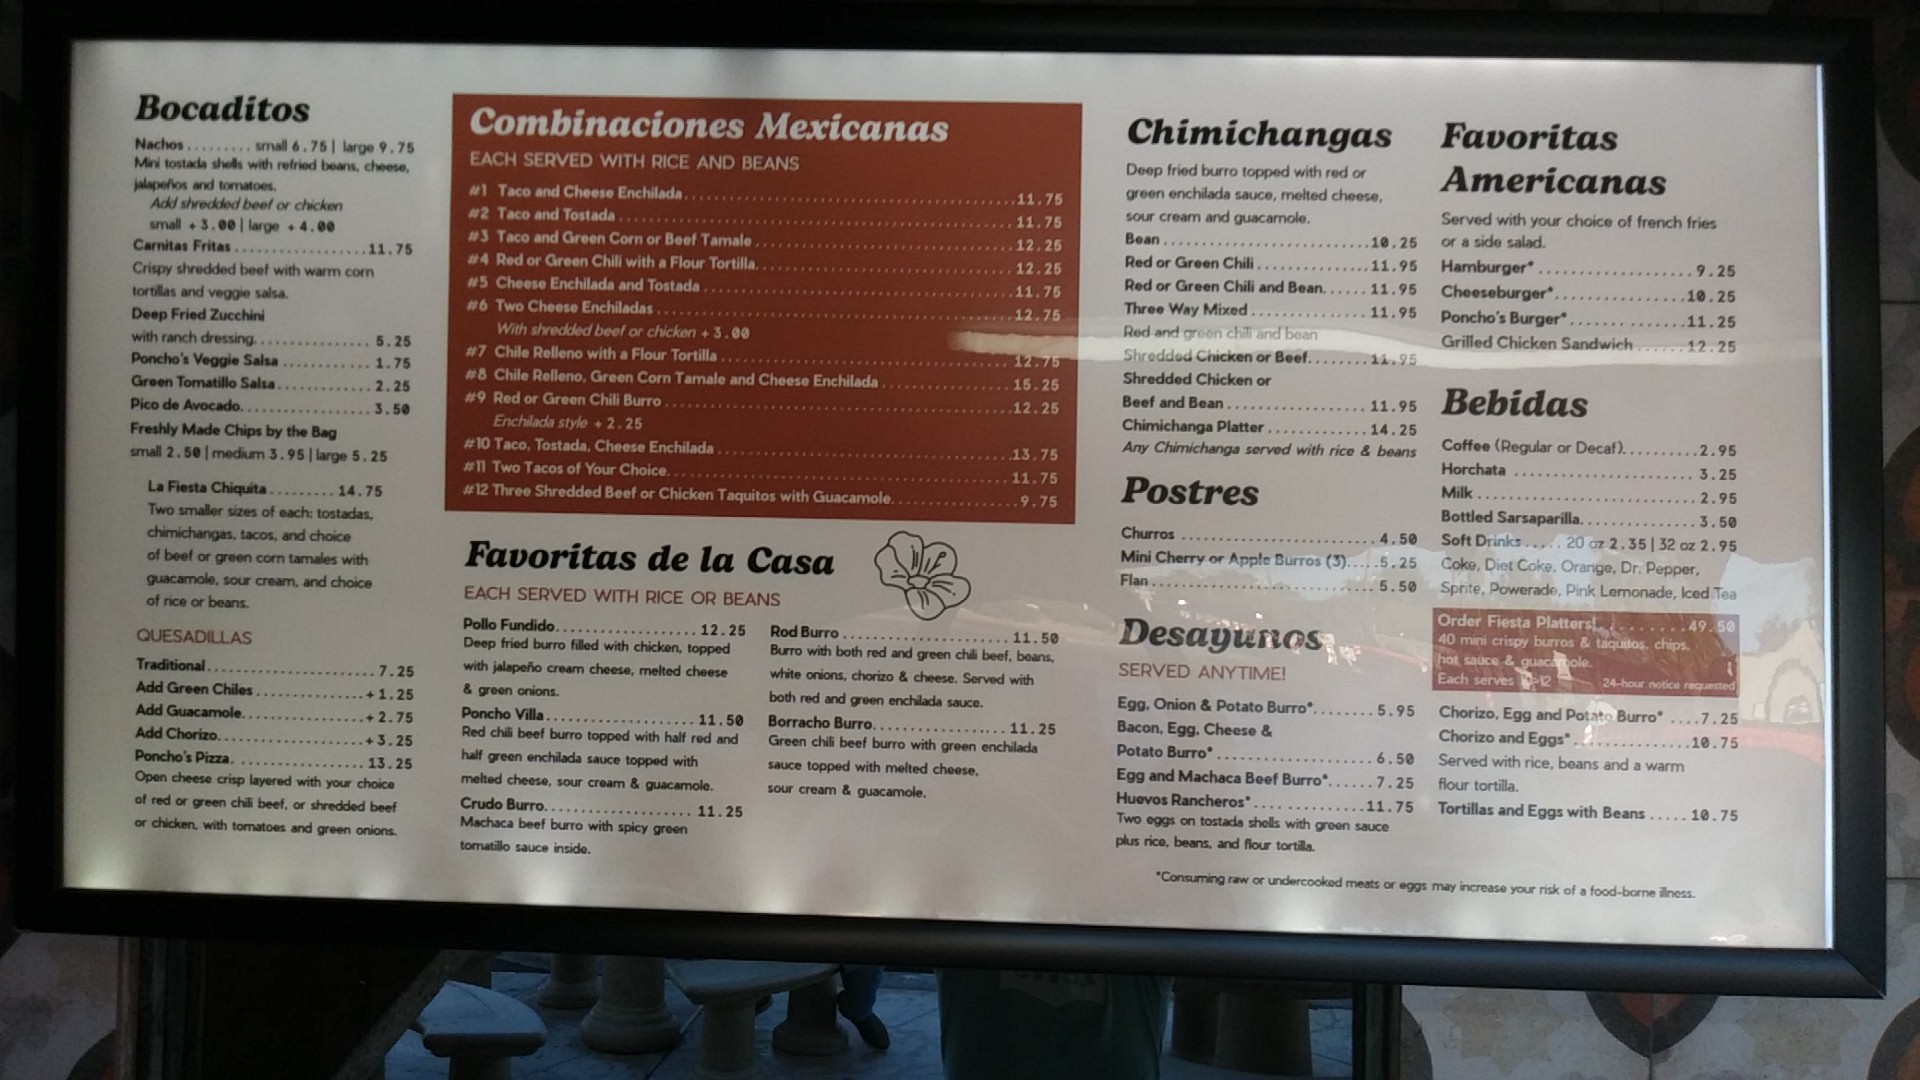 Bocaditos
Nachos ......... small 6.75 | large 9.75
Mini tostada shells with refried beans, cheese,
jalapeños and tomatoes.
Add shredded beef or chicken
small + 3.00 | large + 4.00
Carnitas Fritas ............... 11.75
Crispy shredded beef with warm corn
tortillas and veggie salsa.
Deep Fried Zucchini
with ranch dressing............... 5.25
Poncho's Veggie Salsa ............ 1.75
Green Tomatillo Salsa ............ 2.25
Pico de Avocado................ 3.50
Freshly Made Chips by the Bag
small 2.50 | medium 3.95 | large 5.25
La Fiesta Chiquita ......... 14.75
Two smaller sizes of each: tostadas,
chimichangas, tacos, and choice
of beef or green corn tamales with
guacamole, sour cream, and choice
of rice or beans.
QUESADILLAS
Traditional ..................... 7.25
Add Green Chiles .............. +1.25
Add Guacamole................ +2.75
Add Chorizo................... +3.25
Poncho's Pizza. ................ 13.25
Open cheese crisp layered with your choice
of red or green chili beef, or shredded beef
or chicken, with tomatoes and green onions.
Combinaciones Mexicanas
EACH SERVED WITH RICE AND BEANS
#1 Taco and Cheese Enchilada ........................ 11.75
#2 Taco and Tostada ........................ 11.75
#3 Taco and Green Corn or Beef Tamale ........................ 12.25
#4 Red or Green Chili with a Flour Tortilla. ........................ 12.25
#5 Cheese Enchilada and Tostada ........................ 11.75
#6 Two Cheese Enchiladas ........................ 12.75
With shredded beef or chicken + 3.00
#7 Chile Relleno with a Flour Tortilla ........................ 12.75
#8 Chile Relleno, Green Corn Tamale and Cheese Enchilada ............ 15.25
#9 Red or Green Chili Burro ........................ 12.25
Enchilada style + 2.25
#10 Taco, Tostada, Cheese Enchilada ........................ 13.75
#11 Two Tacos of Your Choice. ........................ 11.75
#12 Three Shredded Beef or Chicken Taquitos with Guacamole. ............ 9.75
Favoritas de la Casa
EACH SERVED WITH RICE OR BEANS
Pollo Fundido................ 12.25
Deep fried burro filled with chicken, topped
with jalapeño cream cheese, melted cheese
& green onions.
Poncho Villa................. 11.50
Red chili beef burro topped with half red and
half green enchilada sauce topped with
melted cheese, sour cream & guacamole.
Crudo Burro................. 11.25
Machaca beef burro with spicy green
tomatillo sauce inside.
Rod Burro ................... 11.50
Burro with both red and green chili beef, beans,
white onions, chorizo & cheese. Served with
both red and green enchilada sauce.
Borracho Burro............... 11.25
Green chili beef burro with green enchilada
sauce topped with melted cheese,
sour cream & guacamole.
Chimichangas
Deep fried burro topped with red or
green enchilada sauce, melted cheese,
sour cream and guacamole.
Bean ........................ 10.25
Red or Green Chili ............ 11.95
Red or Green Chili and Bean...... 11.95
Three Way Mixed ............ 11.95
Red and green chili and bean
Shredded Chicken or Beef........ 11.95
Shredded Chicken or
Beef and Bean ............... 11.95
Chimichanga Platter ............ 14.25
Any Chimichanga served with rice & beans
Postres
Churros ..................... 4.50
Mini Cherry or Apple Burros (3)..... 5.25
Flan ........................ 5.50
Desayunos
SERVED ANYTIME!
Egg, Onion & Potato Burro*........ 5.95
Bacon, Egg, Cheese &
Potato Burro* ................. 6.50
Egg and Machaca Beef Burro*...... 7.25
Huevos Rancheros* ............ 11.75
Two eggs on tostada shells with green sauce
plus rice, beans, and flour tortilla.
Favoritas
Americanas
Served with your choice of french fries
or a side salad.
Hamburger* .................. 9.25
Cheeseburger*............... 10.25
Poncho's Burger*............. 11.25
Grilled Chicken Sandwich ...... 12.25
Bebidas
Coffee (Regular or Decaf).......... 2.95
Horchata ..................... 3.25
Milk ......................... 2.95
Bottled Sarsaparilla.............. 3.50
Soft Drinks ..... 20 oz 2.35 | 32 oz 2.95
Coke, Diet Coke, Orange, Dr. Pepper,
Sprite, Powerade, Pink Lemonade, Iced Tea
Order Fiesta Platters!......... 49.50
40 mini crispy burros & taquitos, chips,
hot sauce & guacamole.
Each serves 10-12 24-hour notice requested
Chorizo, Egg and Potato Burro* .... 7.25
Chorizo and Eggs* ............. 10.75
Served with rice, beans and a warm
flour tortilla.
Tortillas and Eggs with Beans ..... 10.75
*Consuming raw or undercooked meats or eggs may increase your risk of a food-borne illness.